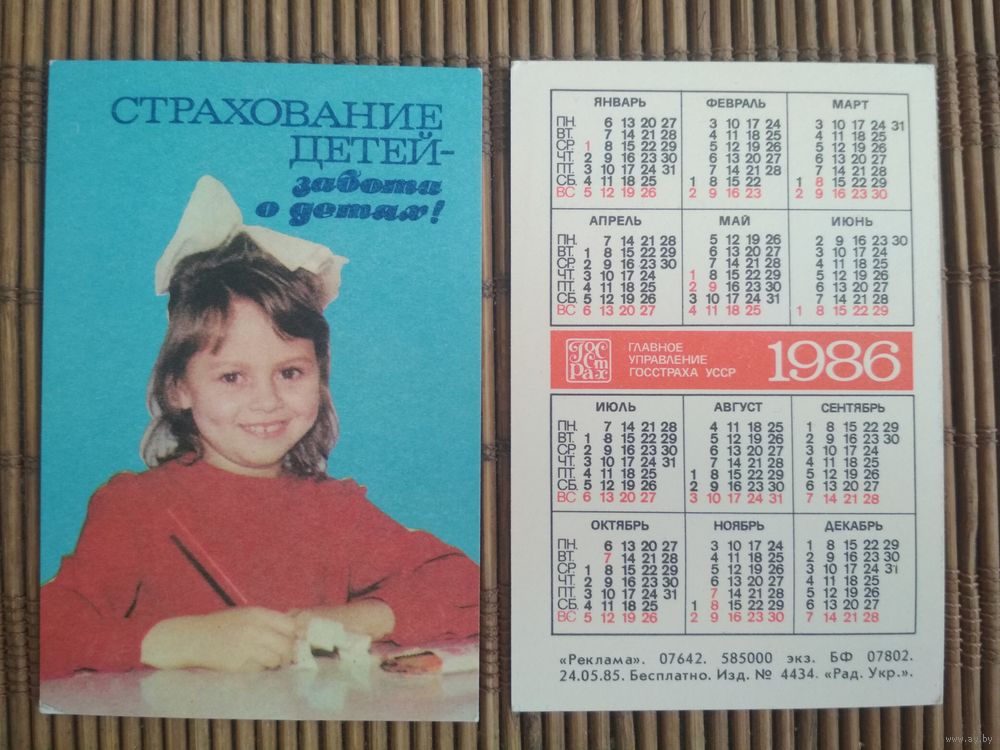 СТРАХОВАНИЕ
ДЕТЕЙ-
забота
о детях!
ЯНВАРЬ ФЕВРАЛЬ МАРТ
ПН. 6 13 20 27 3 10 17 24 3 10 17 24 31
ВТ. 7 14 21 28 4 11 18 25 4 11 18 25
СР. 1 8 15 22 29 5 12 19 26 5 12 19 26
ЧТ. 2 9 16 23 30 6 13 20 27 6 13 20 27
ПТ. 3 10 17 24 31 7 14 21 28 7 14 21 28
СБ. 4 11 18 25 1 8 15 22 1 8 15 22 29
ВС 5 12 19 26 2 9 16 23 2 9 16 23 30
АПРЕЛЬ МАЙ ИЮНЬ
ПН. 7 14 21 28 5 12 19 26 2 9 16 23 30
ВТ. 1 8 15 22 29 6 13 20 27 3 10 17 24
СР. 2 9 16 23 30 7 14 21 28 4 11 18 25
ЧТ. 3 10 17 24 1 8 15 22 29 5 12 19 26
ПТ. 4 11 18 25 2 9 16 23 30 6 13 20 27
СБ. 5 12 19 26 3 10 17 24 31 7 14 21 28
ВС 6 13 20 27 4 11 18 25 1 8 15 22 29
Госстрах
ГЛАВНОЕ
УПРАВЛЕНИЕ
ГОССТРАХА УССР
1986
ИЮЛЬ АВГУСТ СЕНТЯБРЬ
ПН. 7 14 21 28 4 11 18 25 1 8 15 22 29
ВТ. 1 8 15 22 29 5 12 19 26 2 9 16 23 30
СР. 2 9 16 23 30 6 13 20 27 3 10 17 24
ЧТ. 3 10 17 24 31 7 14 21 28 4 11 18 25
ПТ. 4 11 18 25 1 8 15 22 29 5 12 19 26
СБ. 5 12 19 26 2 9 16 23 30 6 13 20 27
ВС 6 13 20 27 3 10 17 24 31 7 14 21 28
ОКТЯБРЬ НОЯБРЬ ДЕКАБРЬ
ПН. 6 13 20 27 3 10 17 24 1 8 15 22 29
ВТ. 7 14 21 28 4 11 18 25 2 9 16 23 30
СР. 1 8 15 22 29 5 12 19 26 3 10 17 24 31
ЧТ. 2 9 16 23 30 6 13 20 27 4 11 18 25
ПТ. 3 10 17 24 31 7 14 21 28 5 12 19 26
СБ. 4 11 18 25 1 8 15 22 29 6 13 20 27
ВС 5 12 19 26 2 9 16 23 30 7 14 21 28
«Реклама». 07642. 585000 экз. БФ 07802.
24.05.85. Бесплатно. Изд. № 4434. «Рад. Укр.».
www.ay.by